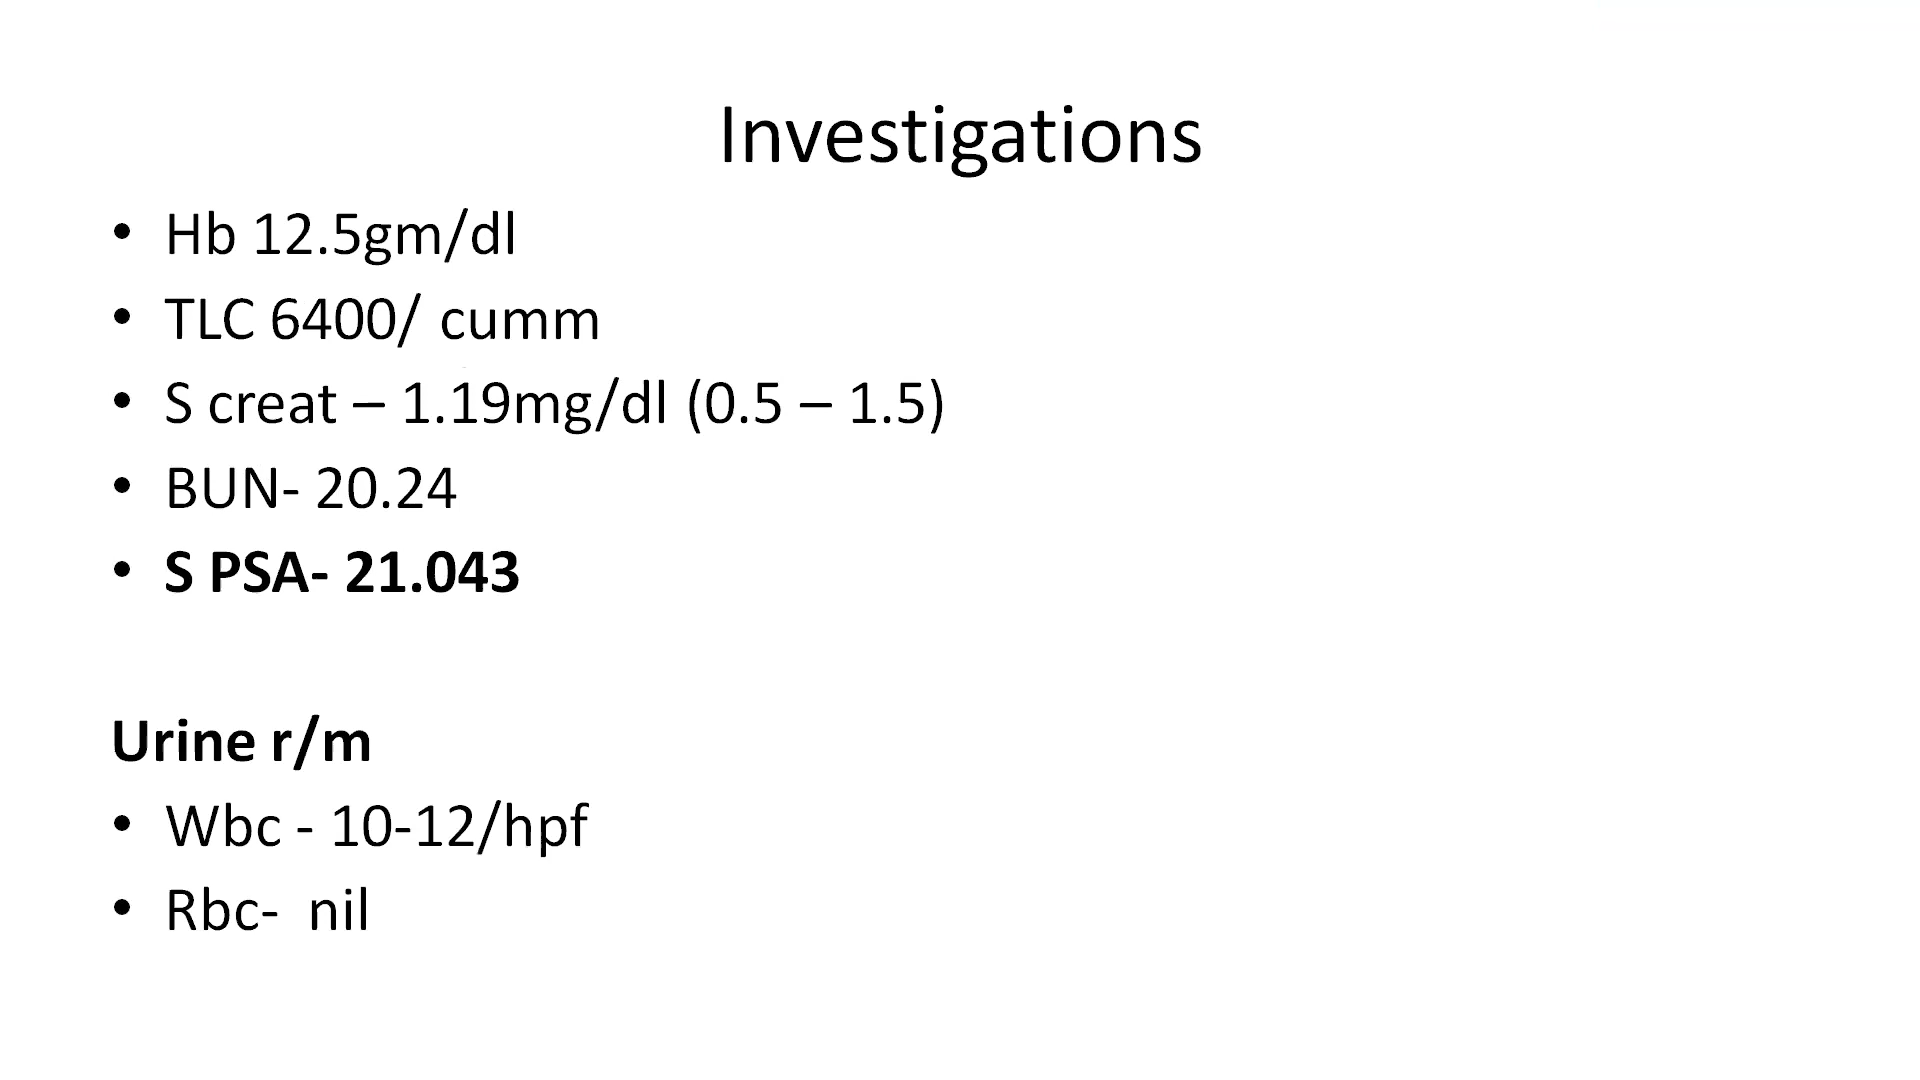 Investigations
• Hb 12.5gm/dl
• TLC 6400/ cumm
• S creat – 1.19mg/dl (0.5 – 1.5)
• BUN- 20.24
• S PSA- 21.043
Urine r/m
• Wbc - 10-12/hpf
• Rbc-  nil